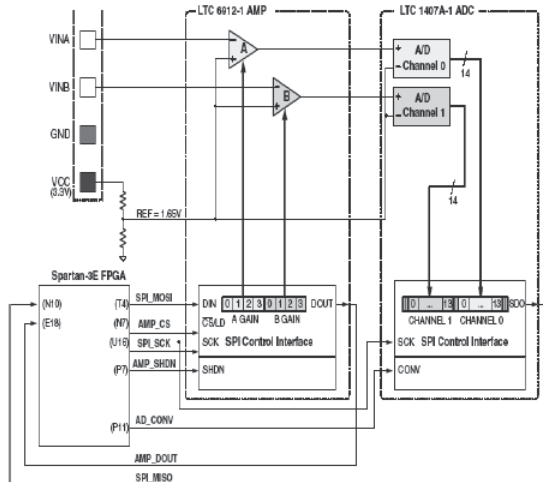 LTC 6912-1 AMP
LTC 1407A-1 ADC
VINA
A
+
A/D
Channel 0
14
VINB
B
+
A/D
Channel 1
GND
14
VCC
(3.3V)
REF = 1.65V
Spartan-3E FPGA
(N10)
(T4)
SPI_MOSI
DIN
0 1 2 3 0 1 2 3
DOUT
0 ... 13 0 ... 13
SDO
(E18)
(N7)
AMP_CS
CS/LD
A GAIN
B GAIN
CHANNEL 1
CHANNEL 0
(U16)
SPI_SCK
SCK SPI Control Interface
SCK SPI Control Interface
(P7)
AMP_SHDN
SHDN
CONV
(P11)
AD_CONV
AMP_DOUT
SPI_MISO